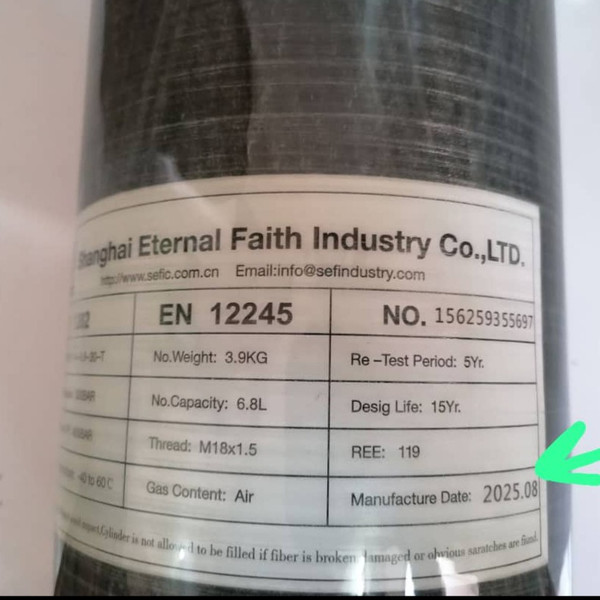 Shanghai Eternal Faith Industry Co.,LTD.
http://www.sefic.com.cn Email:info@sefindustry.com
EN 12245 NO. 156259355697
No.Weight: 3.9KG Re -Test Period: 5Yr.
No.Capacity: 6.8L Desig Life: 15Yr.
Thread: M18x1.5 REE: 119
-40 to 60 C Gas Content: Air Manufacture Date: 2025.08
Cylinder is not allowed to be filled if fiber is broken damaged or obvious saratches are found.